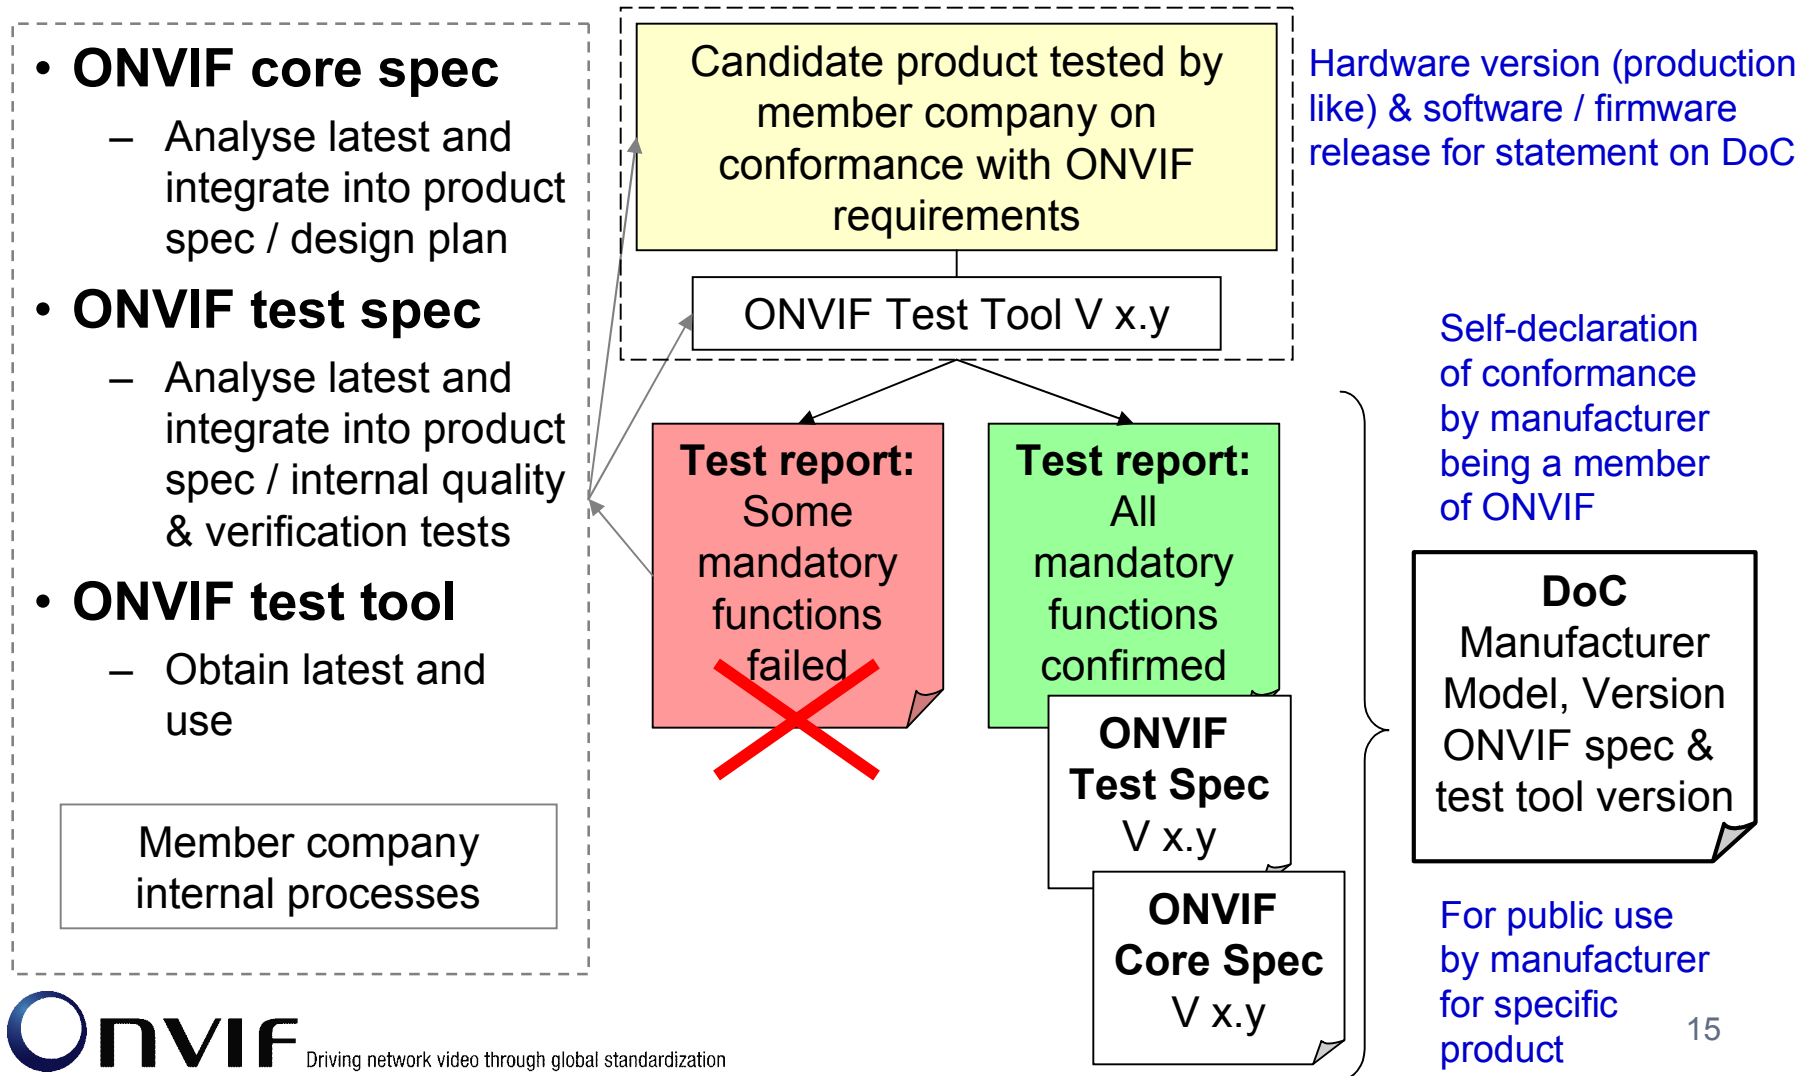 • ONVIF core spec
– Analyse latest and
integrate into product
spec / design plan
• ONVIF test spec
– Analyse latest and
integrate into product
spec / internal quality
& verification tests
• ONVIF test tool
– Obtain latest and
use
Member company
internal processes
Candidate product tested by
member company on
conformance with ONVIF
requirements
ONVIF Test Tool V x.y
Hardware version (production
like) & software / firmware
release for statement on DoC
Test report:
Some
mandatory
functions
failed
Test report:
All
mandatory
functions
confirmed
ONVIF
Test Spec
V x.y
ONVIF
Core Spec
V x.y
Self-declaration
of conformance
by manufacturer
being a member
of ONVIF
DoC
Manufacturer
Model, Version
ONVIF spec &
test tool version
For public use
by manufacturer
for specific
product
ONVIF Driving network video through global standardization
15